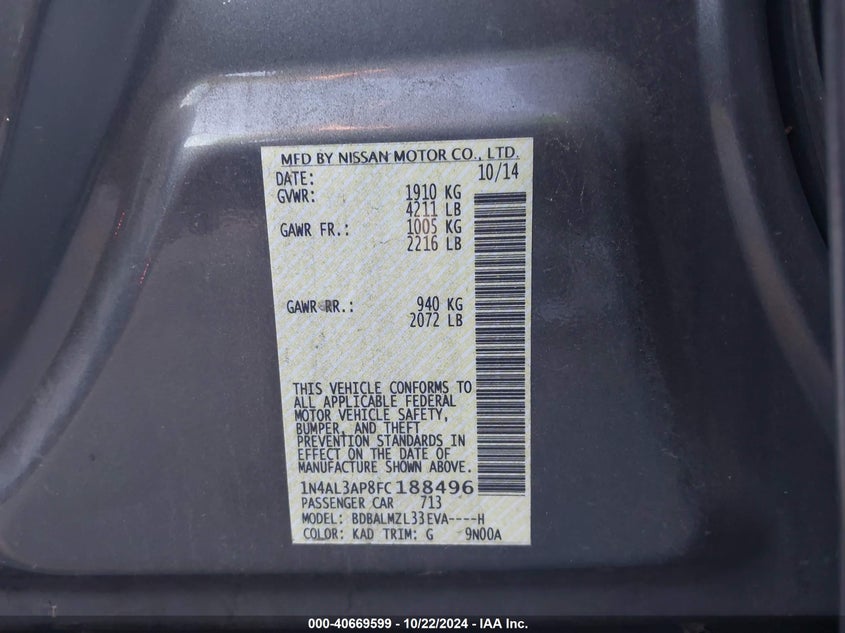 MFD BY NISSAN MOTOR CO., LTD.
DATE: 10/14
GVWR: 1910 KG
4211 LB
GAWR FR.: 1005 KG
2216 LB
GAWR RR.: 940 KG
2072 LB
THIS VEHICLE CONFORMS TO
ALL APPLICABLE FEDERAL
MOTOR VEHICLE SAFETY,
BUMPER, AND THEFT
PREVENTION STANDARDS IN
EFFECT ON THE DATE OF
MANUFACTURE SHOWN ABOVE.
1N4AL3AP8FC188496
PASSENGER CAR 713
MODEL: BDBALMZL33EVA----H
COLOR: KAD TRIM: G 9N00A
000-40669599 - 10/22/2024 - IAA Inc.